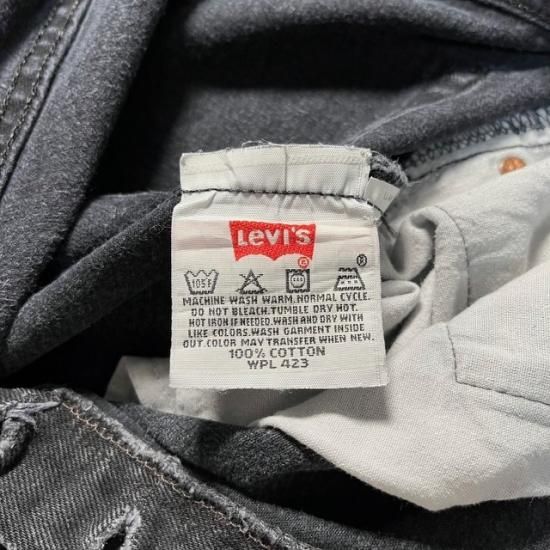 Levi's
®
105F ®
MACHINE WASH WARM. NORMAL CYCLE.
DO NOT BLEACH. TUMBLE DRY HOT.
HOT IRON IF NEEDED. WASH AND DRY WITH
LIKE COLORS. WASH GARMENT INSIDE
OUT. COLOR MAY TRANSFER WHEN NEW.
100% COTTON
WPL 423